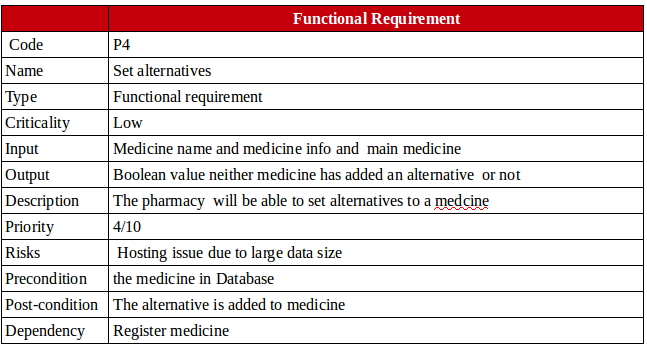 Functional Requirement
Code P4
Name Set alternatives
Type Functional requirement
Criticality Low
Input Medicine name and medicine info and main medicine
Output Boolean value neither medicine has added an alternative or not
Description The pharmacy will be able to set alternatives to a medcine
Priority 4/10
Risks Hosting issue due to large data size
Precondition the medicine in Database
Post-condition The alternative is added to medicine
Dependency Register medicine